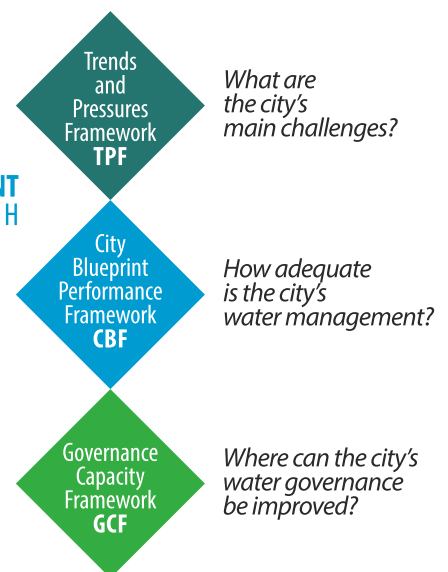 Trends
and
Pressures
Framework
TPF
What are
the city's
main challenges?
NT
H
City
Blueprint
Performance
Framework
CBF
How adequate
is the city's
water management?
Governance
Capacity
Framework
GCF
Where can the city's
water governance
be improved?